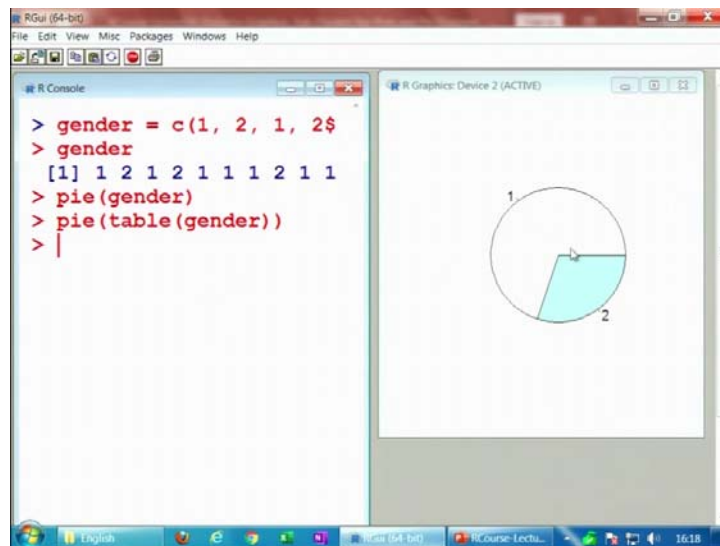 RGui (64-bit)
File Edit View Misc Packages Windows Help
R Console
> gender = c(1, 2, 1, 2$
> gender
[1] 1 2 1 2 1 1 1 2 1 1
> pie(gender)
> pie(table(gender))
>
R Graphics: Device 2 (ACTIVE)
1
2
English
RGui (64-bit)
RCourse-Lectu...
16:18